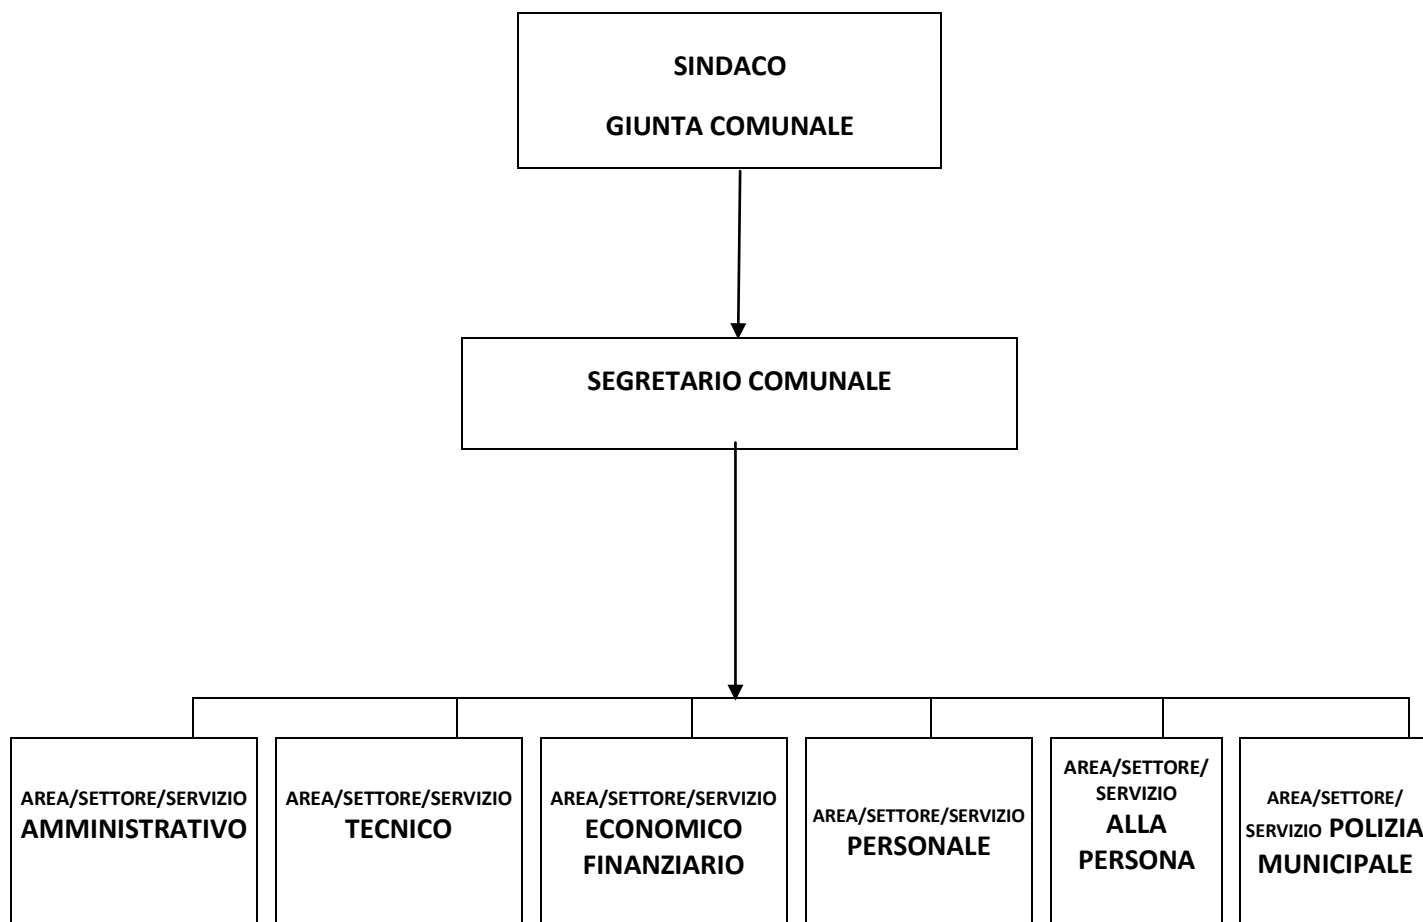 SINDACO
GIUNTA COMUNALE
SEGRETARIO COMUNALE
AREA/SETTORE/SERVIZIO
AMMINISTRATIVO
AREA/SETTORE/SERVIZIO
TECNICO
AREA/SETTORE/SERVIZIO
ECONOMICO
FINANZIARIO
AREA/SETTORE/SERVIZIO
PERSONALE
AREA/SETTORE/
SERVIZIO
ALLA
PERSONA
AREA/SETTORE/
SERVIZIO POLIZIA
MUNICIPALE